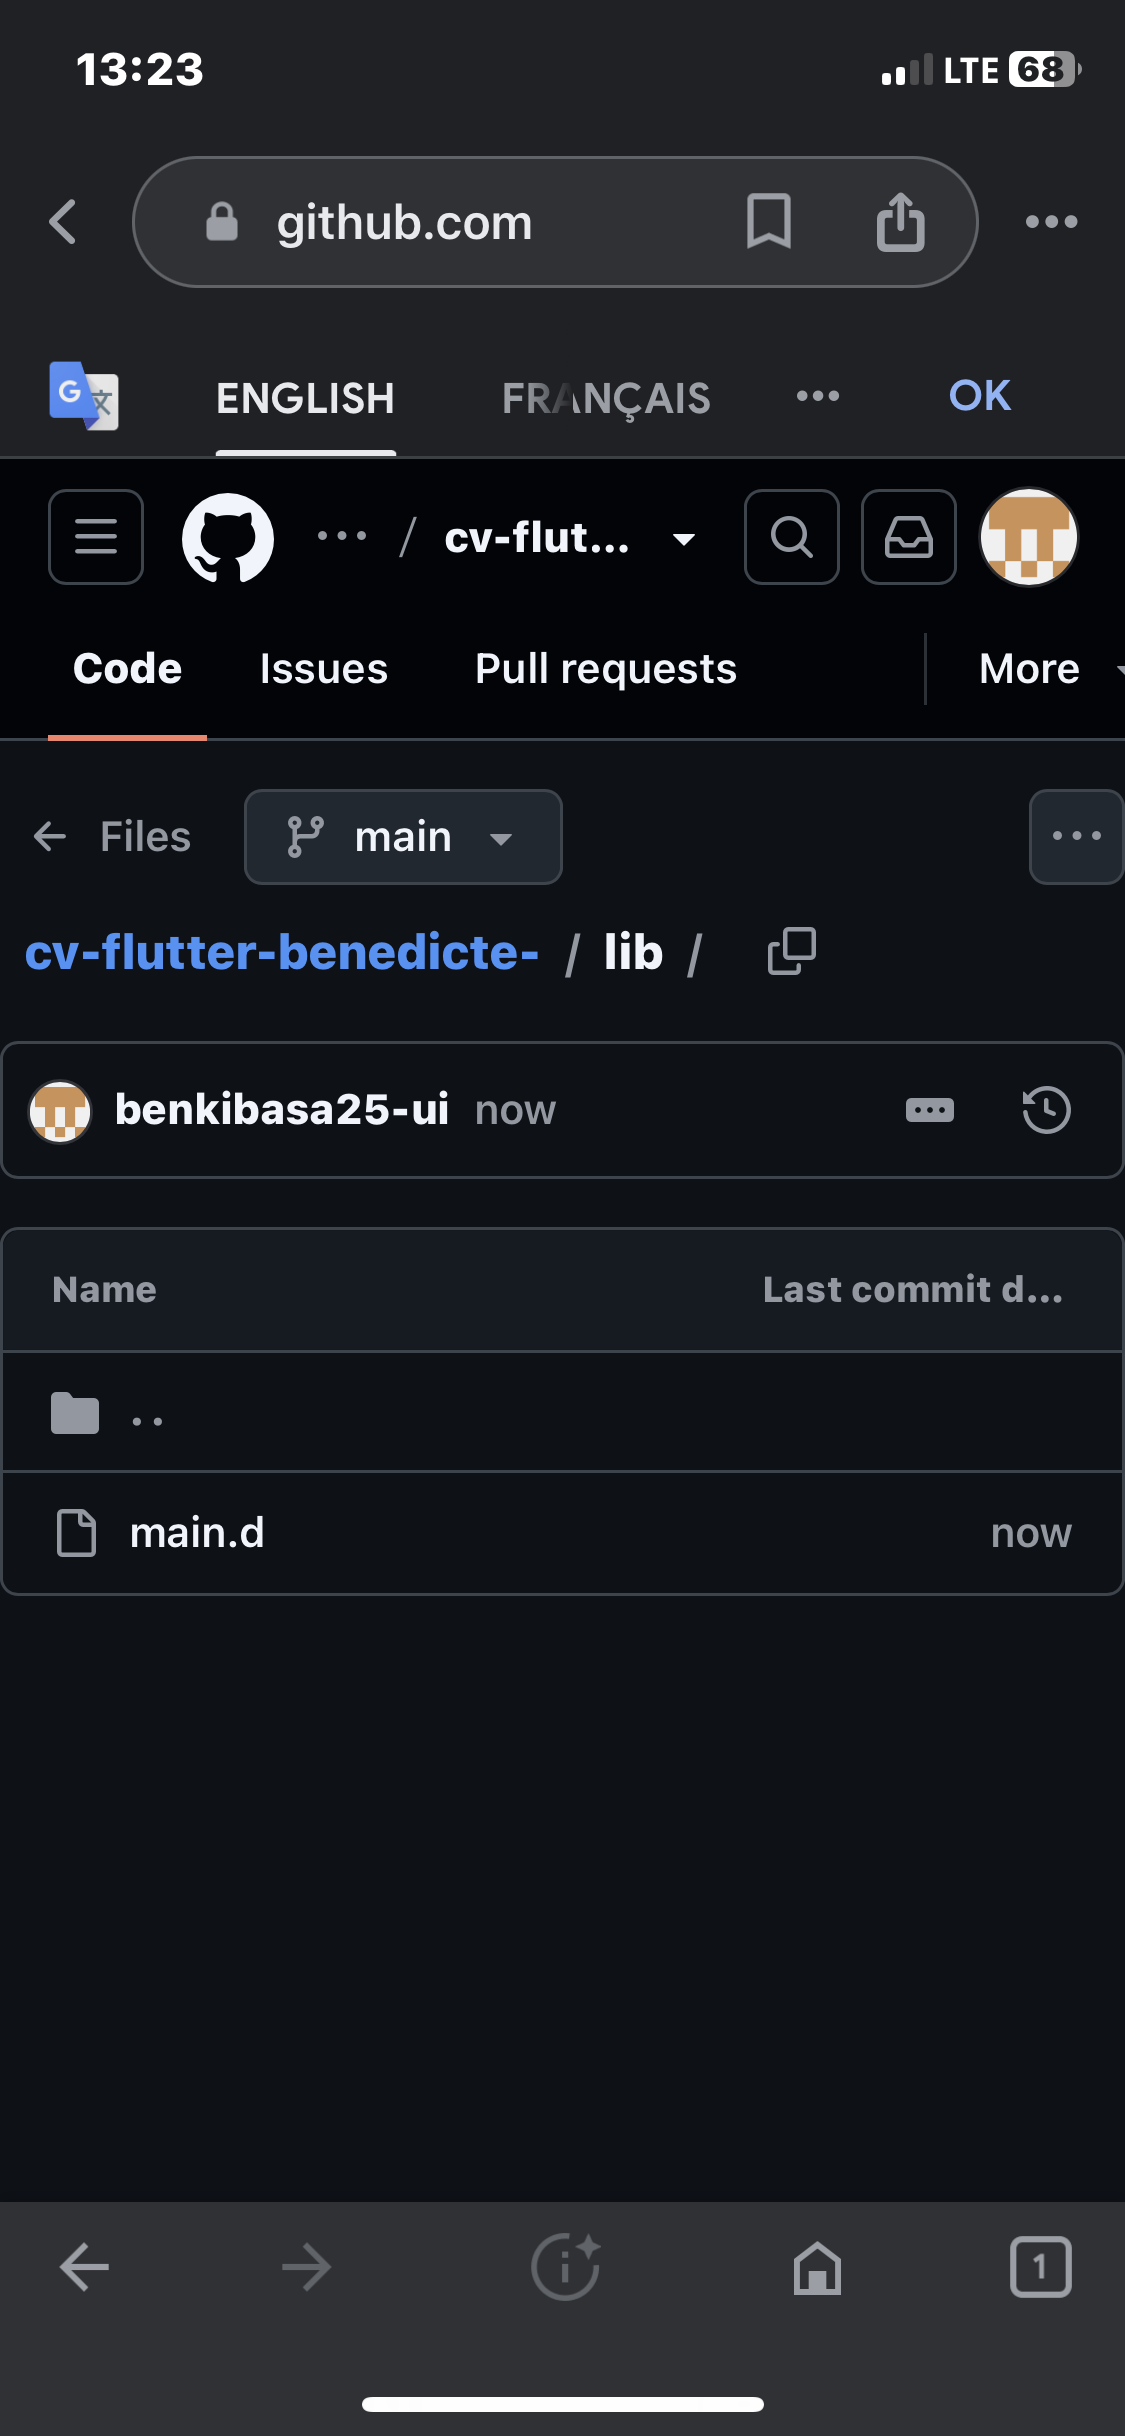 13:23 LTE 68
github.com
G 文 ENGLISH FRANÇAIS ... OK
... / cv-flut...
Code Issues Pull requests More
Files main ...
cv-flutter-benedicte- / lib /
benkibasa25-ui now
Name Last commit d...
..
main.d now
1